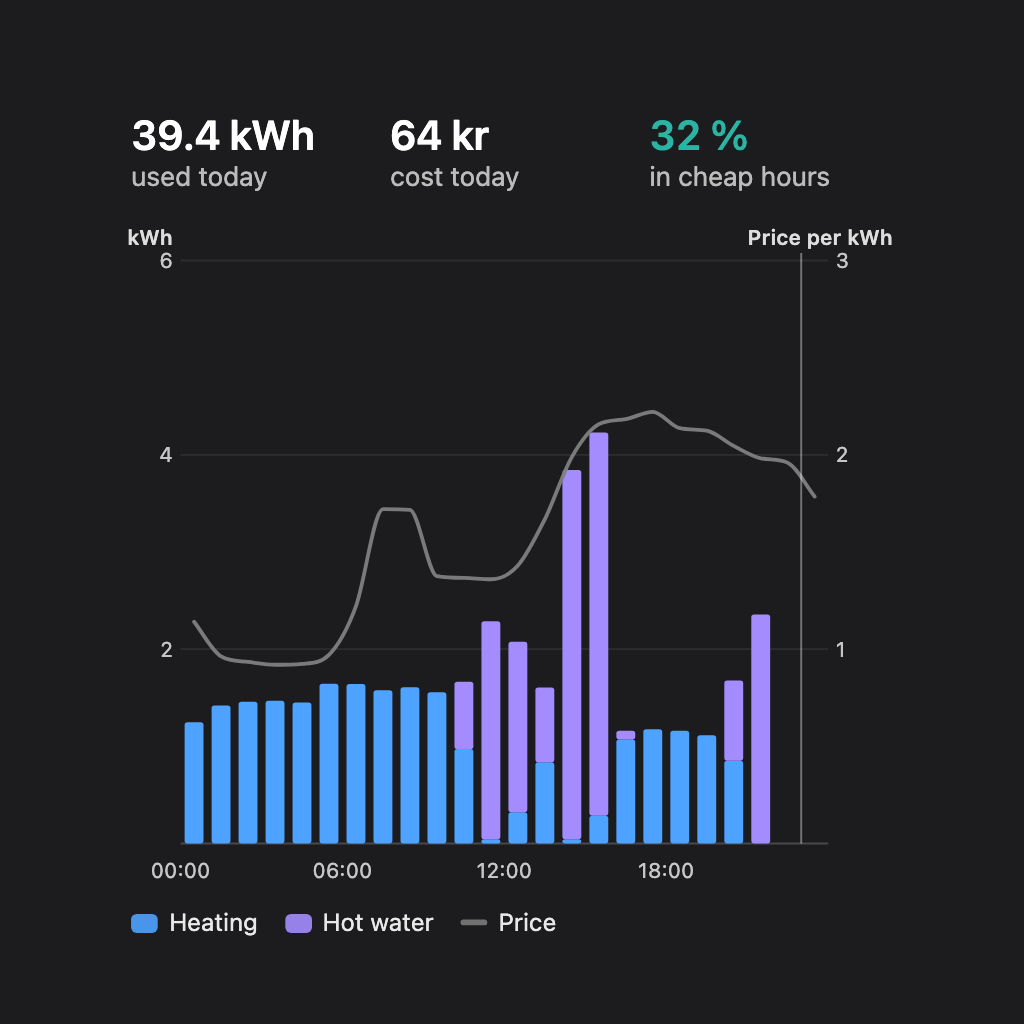 39.4 kWh 64 kr 32 %
used today cost today in cheap hours
kWh Price per kWh
6 3
4 2
2 1
00:00 06:00 12:00 18:00
Heating Hot water Price